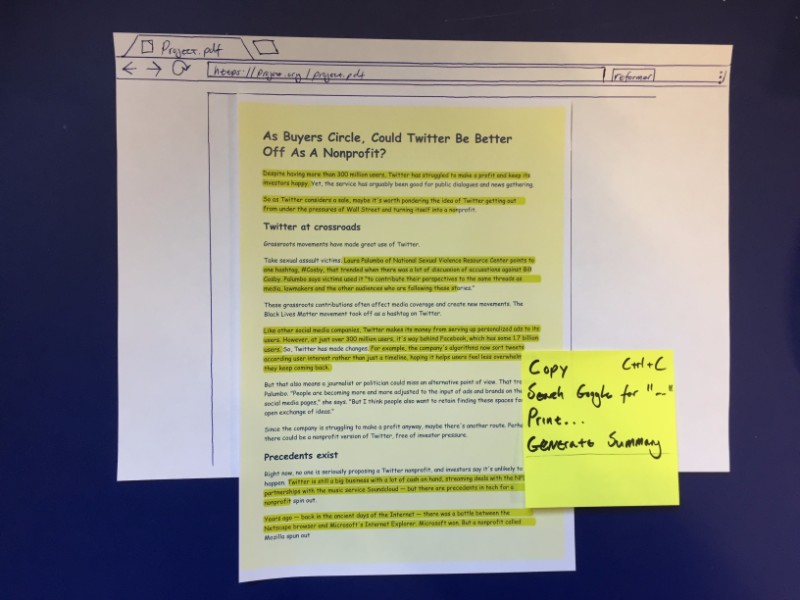 Project.pdf
https://prgmo.org/project.pdf
reformer
As Buyers Circle, Could Twitter Be Better
Off As A Nonprofit?
Despite having more than 300 million users, Twitter has struggled to make a profit and keep its
investors happy. Yet, the service has arguably been good for public dialogues and news gathering.
So as Twitter considers a sale, maybe it's worth pondering the idea of Twitter getting out
from under the pressures of Wall Street and turning itself into a nonprofit.
Twitter at crossroads
Grassroots movements have made great use of Twitter.
Take sexual assault victims. Laura Palumbo of National Sexual Violence Resource Center points to
one hashtag, #Cosby, that trended when there was a lot of discussion of accusations against Bill
Cosby. Palumbo says victims used it "to contribute their perspectives to the same threads as
media, lawmakers and the other audiences who are following these stories."
These grassroots contributions often affect media coverage and create new movements. The
Black Lives Matter movement took off as a hashtag on Twitter.
Like other social media companies, Twitter makes its money from serving up personalized ads to its
users. However, at just over 300 million users, it's way behind Facebook, which has some 1.7 billion
users. So, Twitter has made changes. For example, the company's algorithms now sort tweets
according user interest rather than just a timeline, hoping it helps users feel less overwhelm
they keep coming back.
But that also means a journalist or politician could miss an alternative point of view. That tro
Palumbo. "People are becoming more and more adjusted to the input of ads and brands on the
social media pages," she says. "But I think people also want to retain finding these spaces for
open exchange of ideas."
Since the company is struggling to make a profit anyway, maybe there's another route. Perha
there could be a nonprofit version of Twitter, free of investor pressure.
Precedents exist
Right now, no one is seriously proposing a Twitter nonprofit, and investors say it's unlikely to
happen. Twitter is still a big business with a lot of cash on hand, streaming deals with the NFL
partnerships with the music service Soundcloud — but there are precedents in tech for a
nonprofit spin out.
Years ago — back in the ancient days of the Internet — there was a battle between the
Netscape browser and Microsoft's Internet Explorer. Microsoft won. But a nonprofit called
Mozilla spun out
Copy Ctrl+C
Search Google for "~"
Print...
Generate Summary